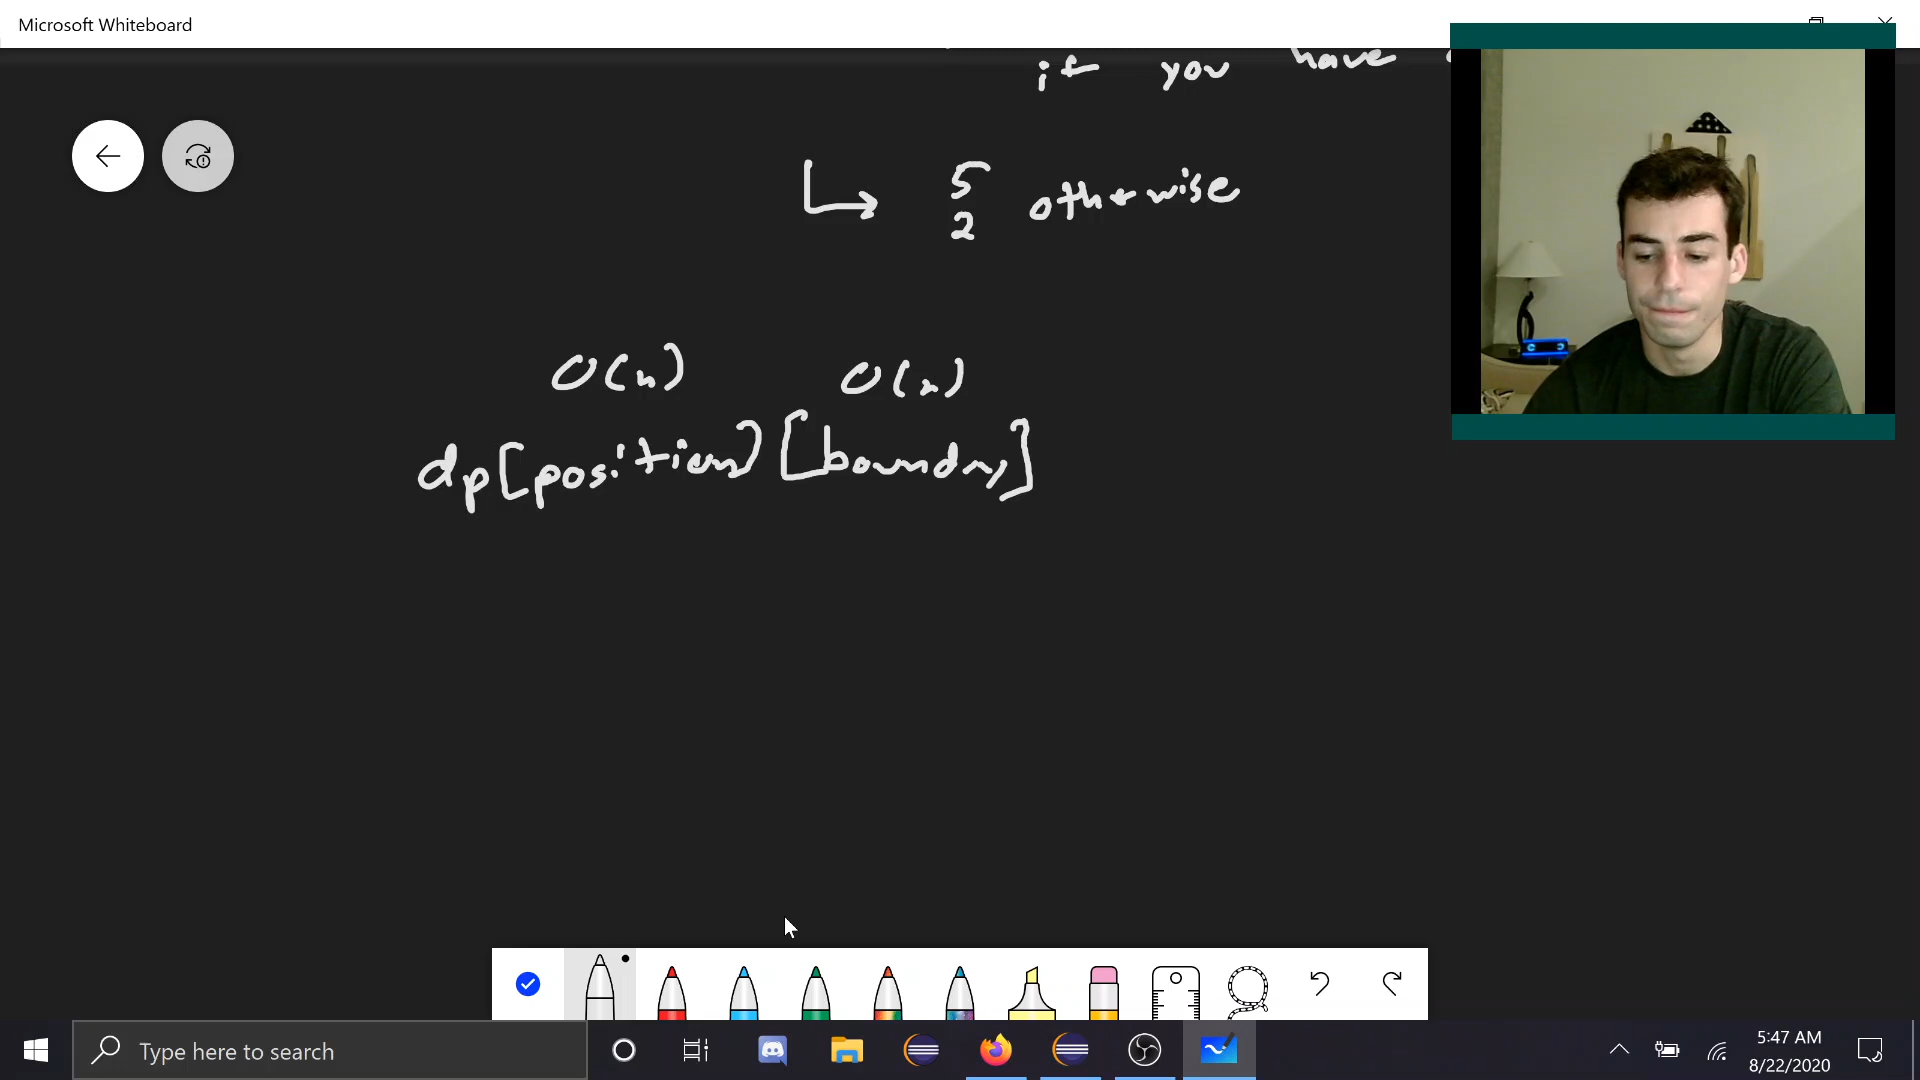 Microsoft Whiteboard
if you have
5 otherwise
2
O(n) O(n)
dp[position][boundry]
Type here to search
5:47 AM
8/22/2020